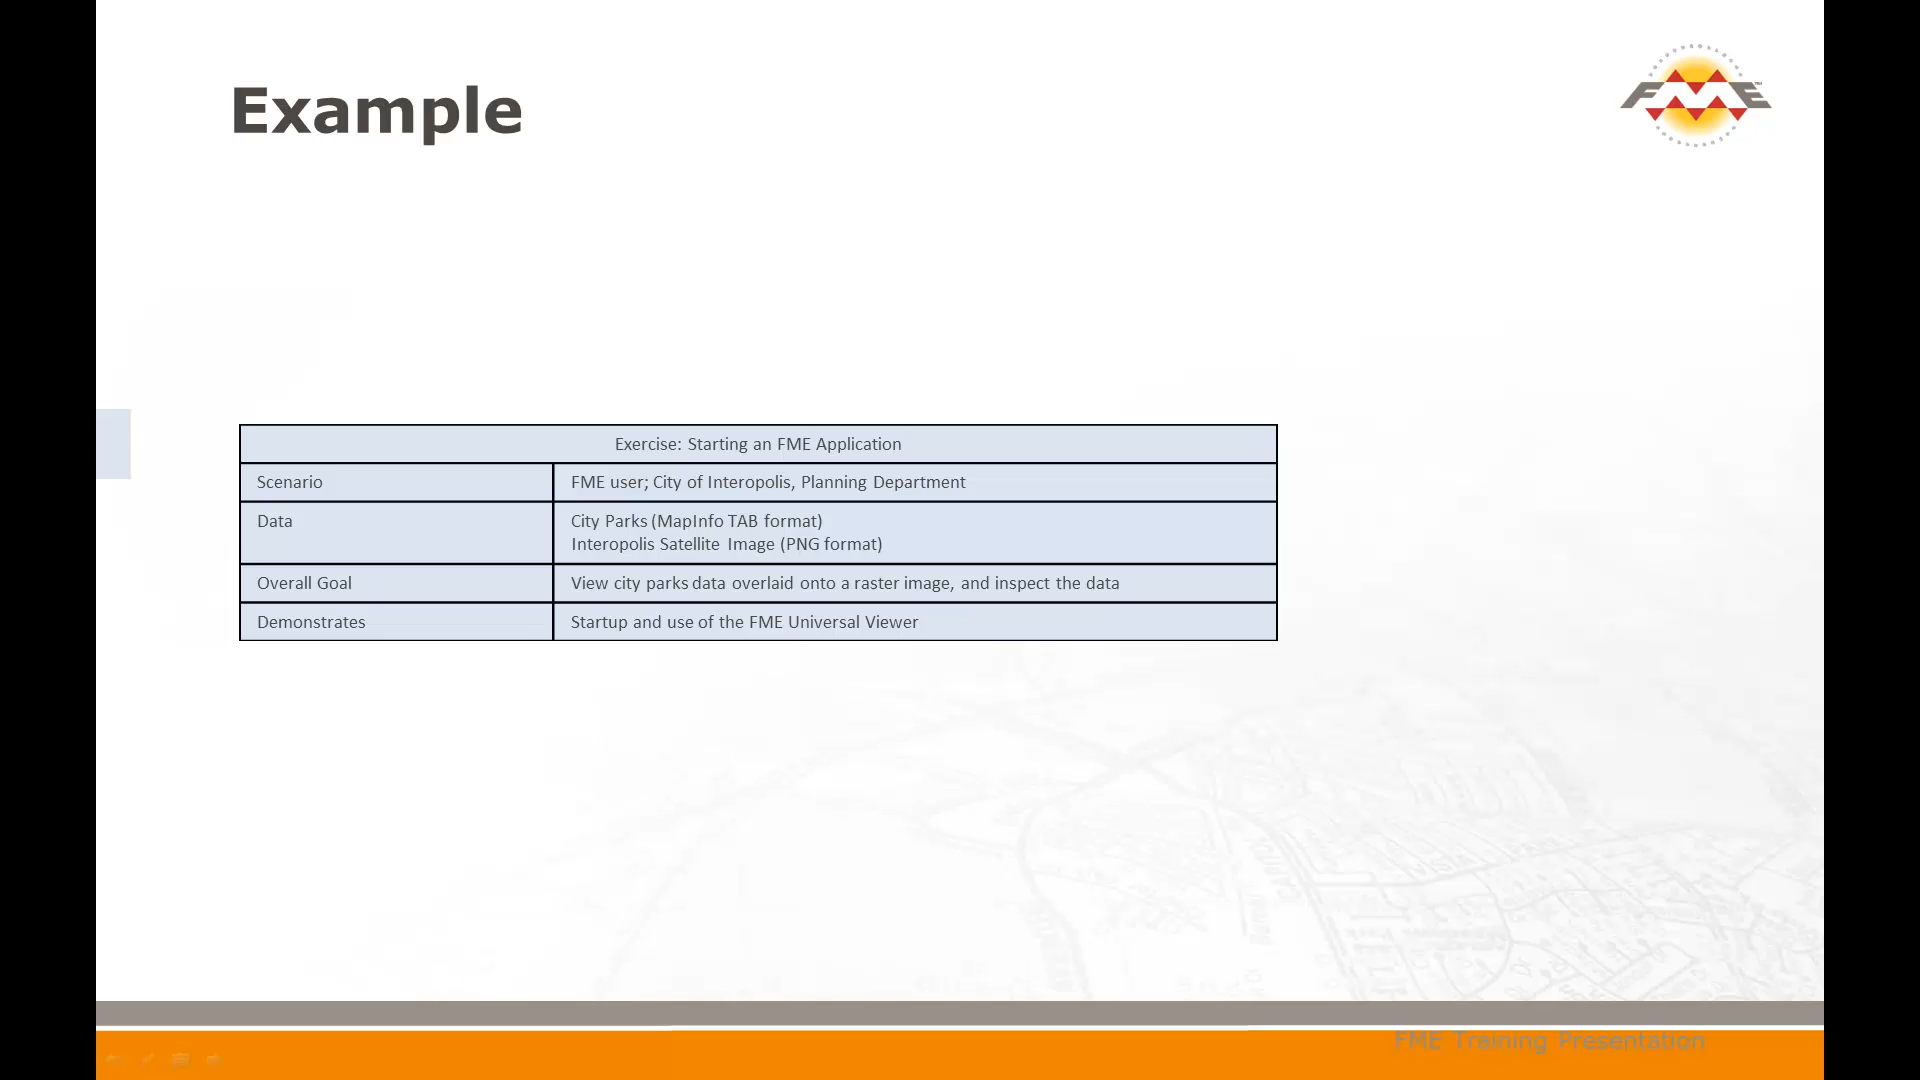 Example
FME
Exercise: Starting an FME Application
Scenario
FME user; City of Interopolis, Planning Department
Data
City Parks (MapInfo TAB format)
Interopolis Satellite Image (PNG format)
Overall Goal
View city parks data overlaid onto a raster image, and inspect the data
Demonstrates
Startup and use of the FME Universal Viewer
FME Training Presentation